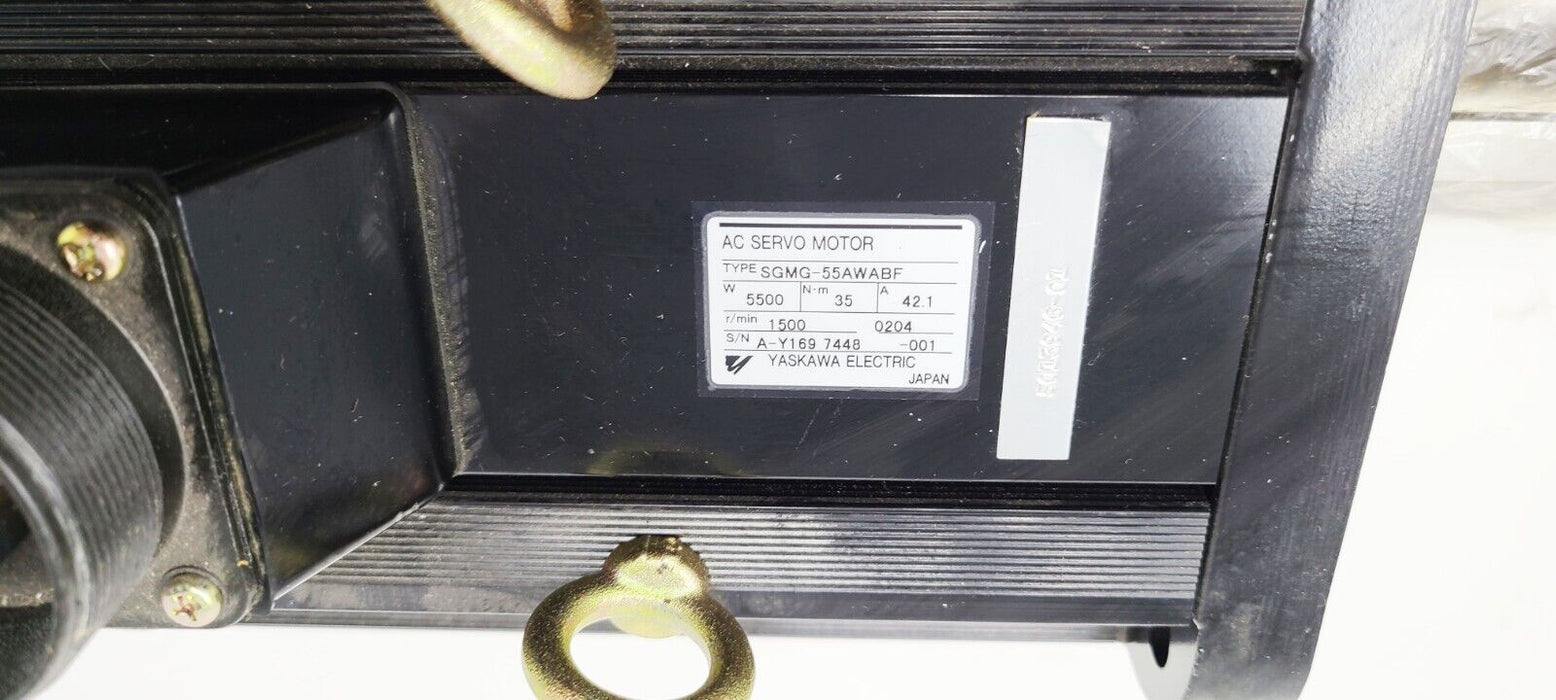 AC SERVO MOTOR
TYPE SGMG-55AWABF
W 5500 N·m 35 A 42.1
r/min 1500 0204
S/N A-Y169 7448 -001
YASKAWA ELECTRIC
JAPAN